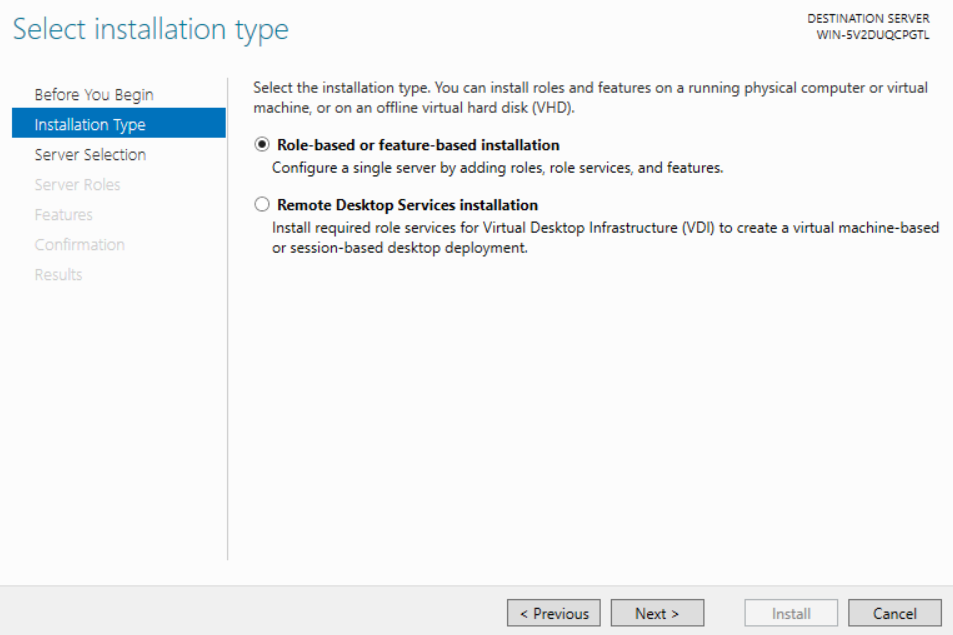 Select installation type
DESTINATION SERVER
WIN-5V2DUQCPGTL
Before You Begin
Installation Type
Server Selection
Server Roles
Features
Confirmation
Results
Select the installation type. You can install roles and features on a running physical computer or virtual
machine, or on an offline virtual hard disk (VHD).
Role-based or feature-based installation
Configure a single server by adding roles, role services, and features.
Remote Desktop Services installation
Install required role services for Virtual Desktop Infrastructure (VDI) to create a virtual machine-based
or session-based desktop deployment.
< Previous
Next >
Install
Cancel